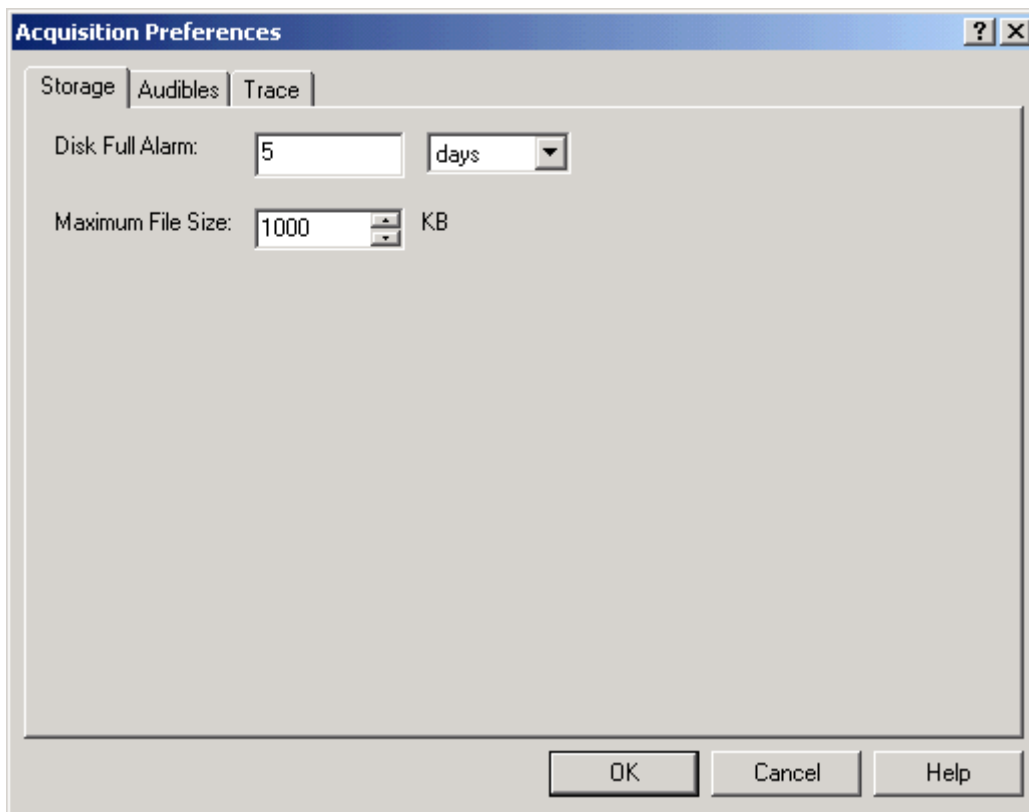 Acquisition Preferences
Storage Audibles Trace
Disk Full Alarm: 5 days
Maximum File Size: 1000 KB
OK Cancel Help